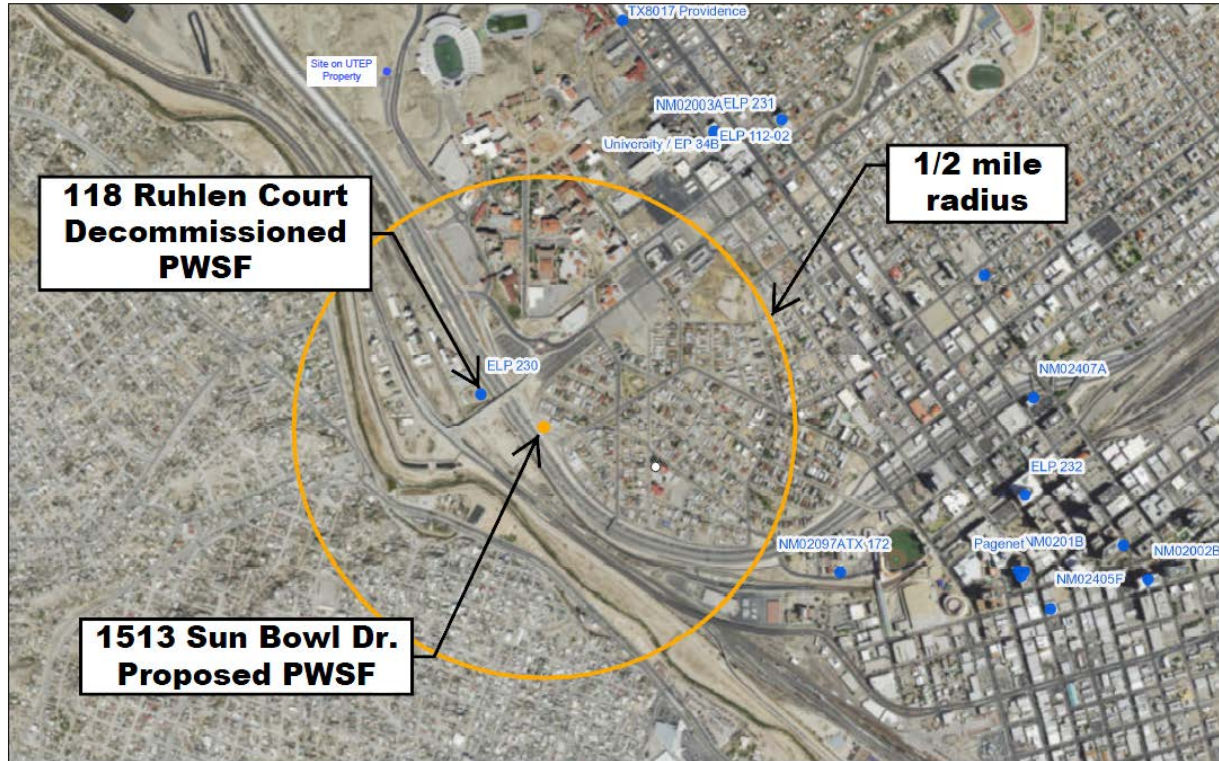 TX8017 Providence
Site on UTEP
Property
NM02003A
ELP 231
University / EP 34B
ELP 112-02
1/2 mile
radius
118 Ruhlen Court
Decommissioned
PWSF
ELP 230
NM02407A
ELP 232
NM02097ATX 172
Pagenet
NM0201B
NM02002B
NM02405F
1513 Sun Bowl Dr.
Proposed PWSF